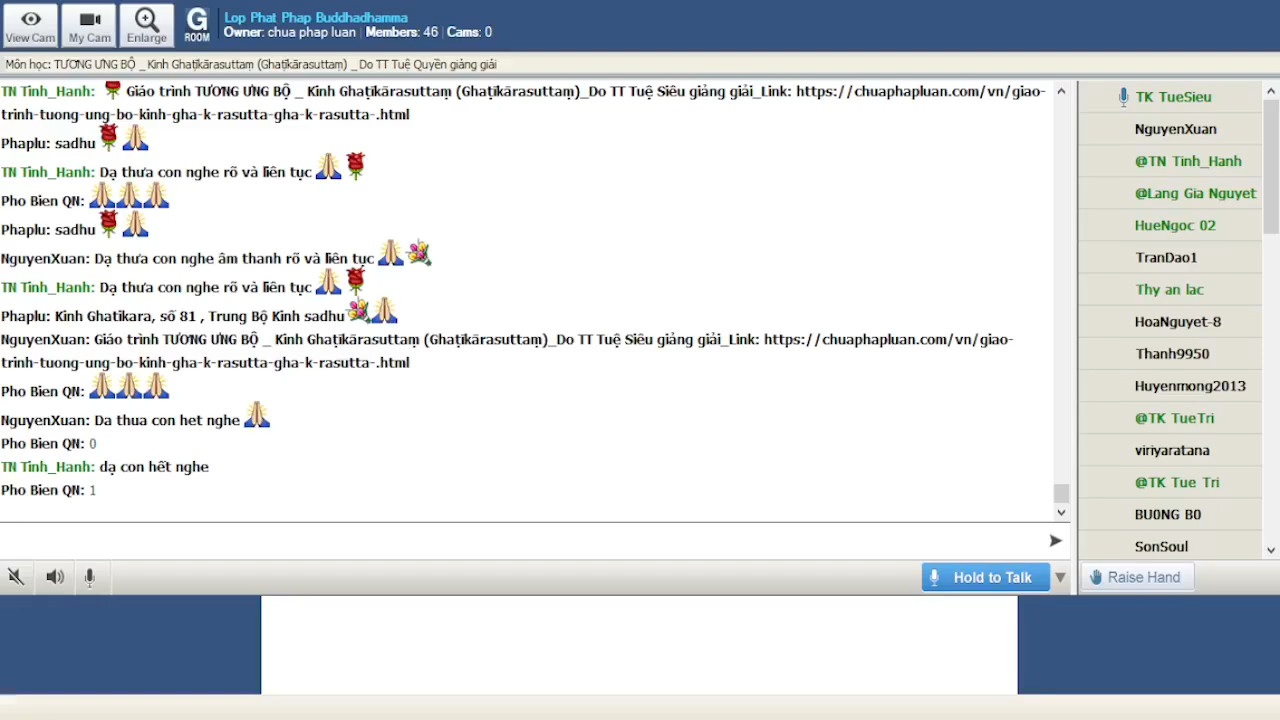 View Cam
My Cam
Enlarge
G
ROOM
Lop Phat Phap Buddhadhamma
Owner: chua phap luan | Members: 46 | Cams: 0
Môn học: TƯƠNG ƯNG BỘ _ Kinh Ghaṭikārasuttaṃ (Ghaṭikārasuttaṃ) _ Do TT Tuệ Quyền giảng giải
TN Tinh_Hanh: Giáo trình TƯƠNG ƯNG BỘ _ Kinh Ghaṭikārasuttaṃ (Ghaṭikārasuttaṃ)_Do TT Tuệ Siêu giảng giải_Link: https://chuaphapluan.com/vn/giao-
trinh-tuong-ung-bo-kinh-gha-k-rasutta-gha-k-rasutta-.html
Phaplu: sadhu
TN Tinh_Hanh: Dạ thưa con nghe rõ và liên tục
Pho Bien QN:
Phaplu: sadhu
NguyenXuan: Dạ thưa con nghe âm thanh rõ và liên tục
TN Tinh_Hanh: Dạ thưa con nghe rõ và liên tục
Phaplu: Kinh Ghatikara, số 81 , Trung Bộ Kinh sadhu
NguyenXuan: Giáo trình TƯƠNG ƯNG BỘ _ Kinh Ghaṭikārasuttaṃ (Ghaṭikārasuttaṃ)_Do TT Tuệ Siêu giảng giải_Link: https://chuaphapluan.com/vn/giao-
trinh-tuong-ung-bo-kinh-gha-k-rasutta-gha-k-rasutta-.html
Pho Bien QN:
NguyenXuan: Da thua con het nghe
Pho Bien QN: 0
TN Tinh_Hanh: dạ con hết nghe
Pho Bien QN: 1
Hold to Talk
TK TueSieu
NguyenXuan
@TN Tinh_Hanh
@Lang Gia Nguyet
HueNgoc 02
TranDao1
Thy an lac
HoaNguyet-8
Thanh9950
Huyenmong2013
@TK TueTri
viriyaratana
@TK Tue Tri
BU0NG B0
SonSoul
Raise Hand